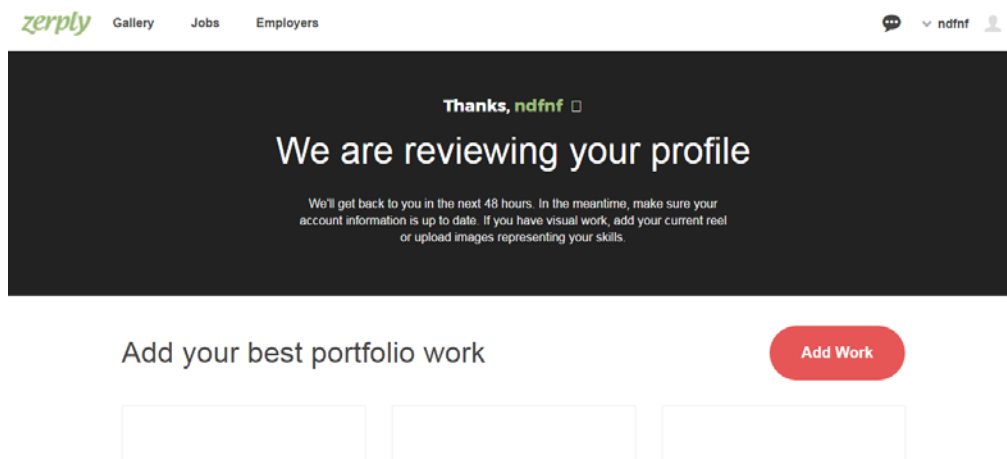 zerply Gallery Jobs Employers ndfnf
Thanks, ndfnf
We are reviewing your profile
We'll get back to you in the next 48 hours. In the meantime, make sure your
account information is up to date. If you have visual work, add your current reel
or upload images representing your skills.
Add your best portfolio work Add Work